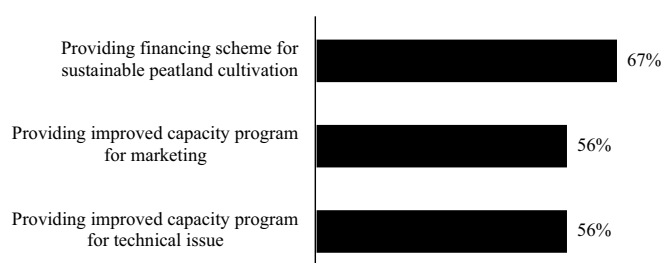 Providing financing scheme for
sustainable peatland cultivation
67%
Providing improved capacity program
for marketing
56%
Providing improved capacity program
for technical issue
56%